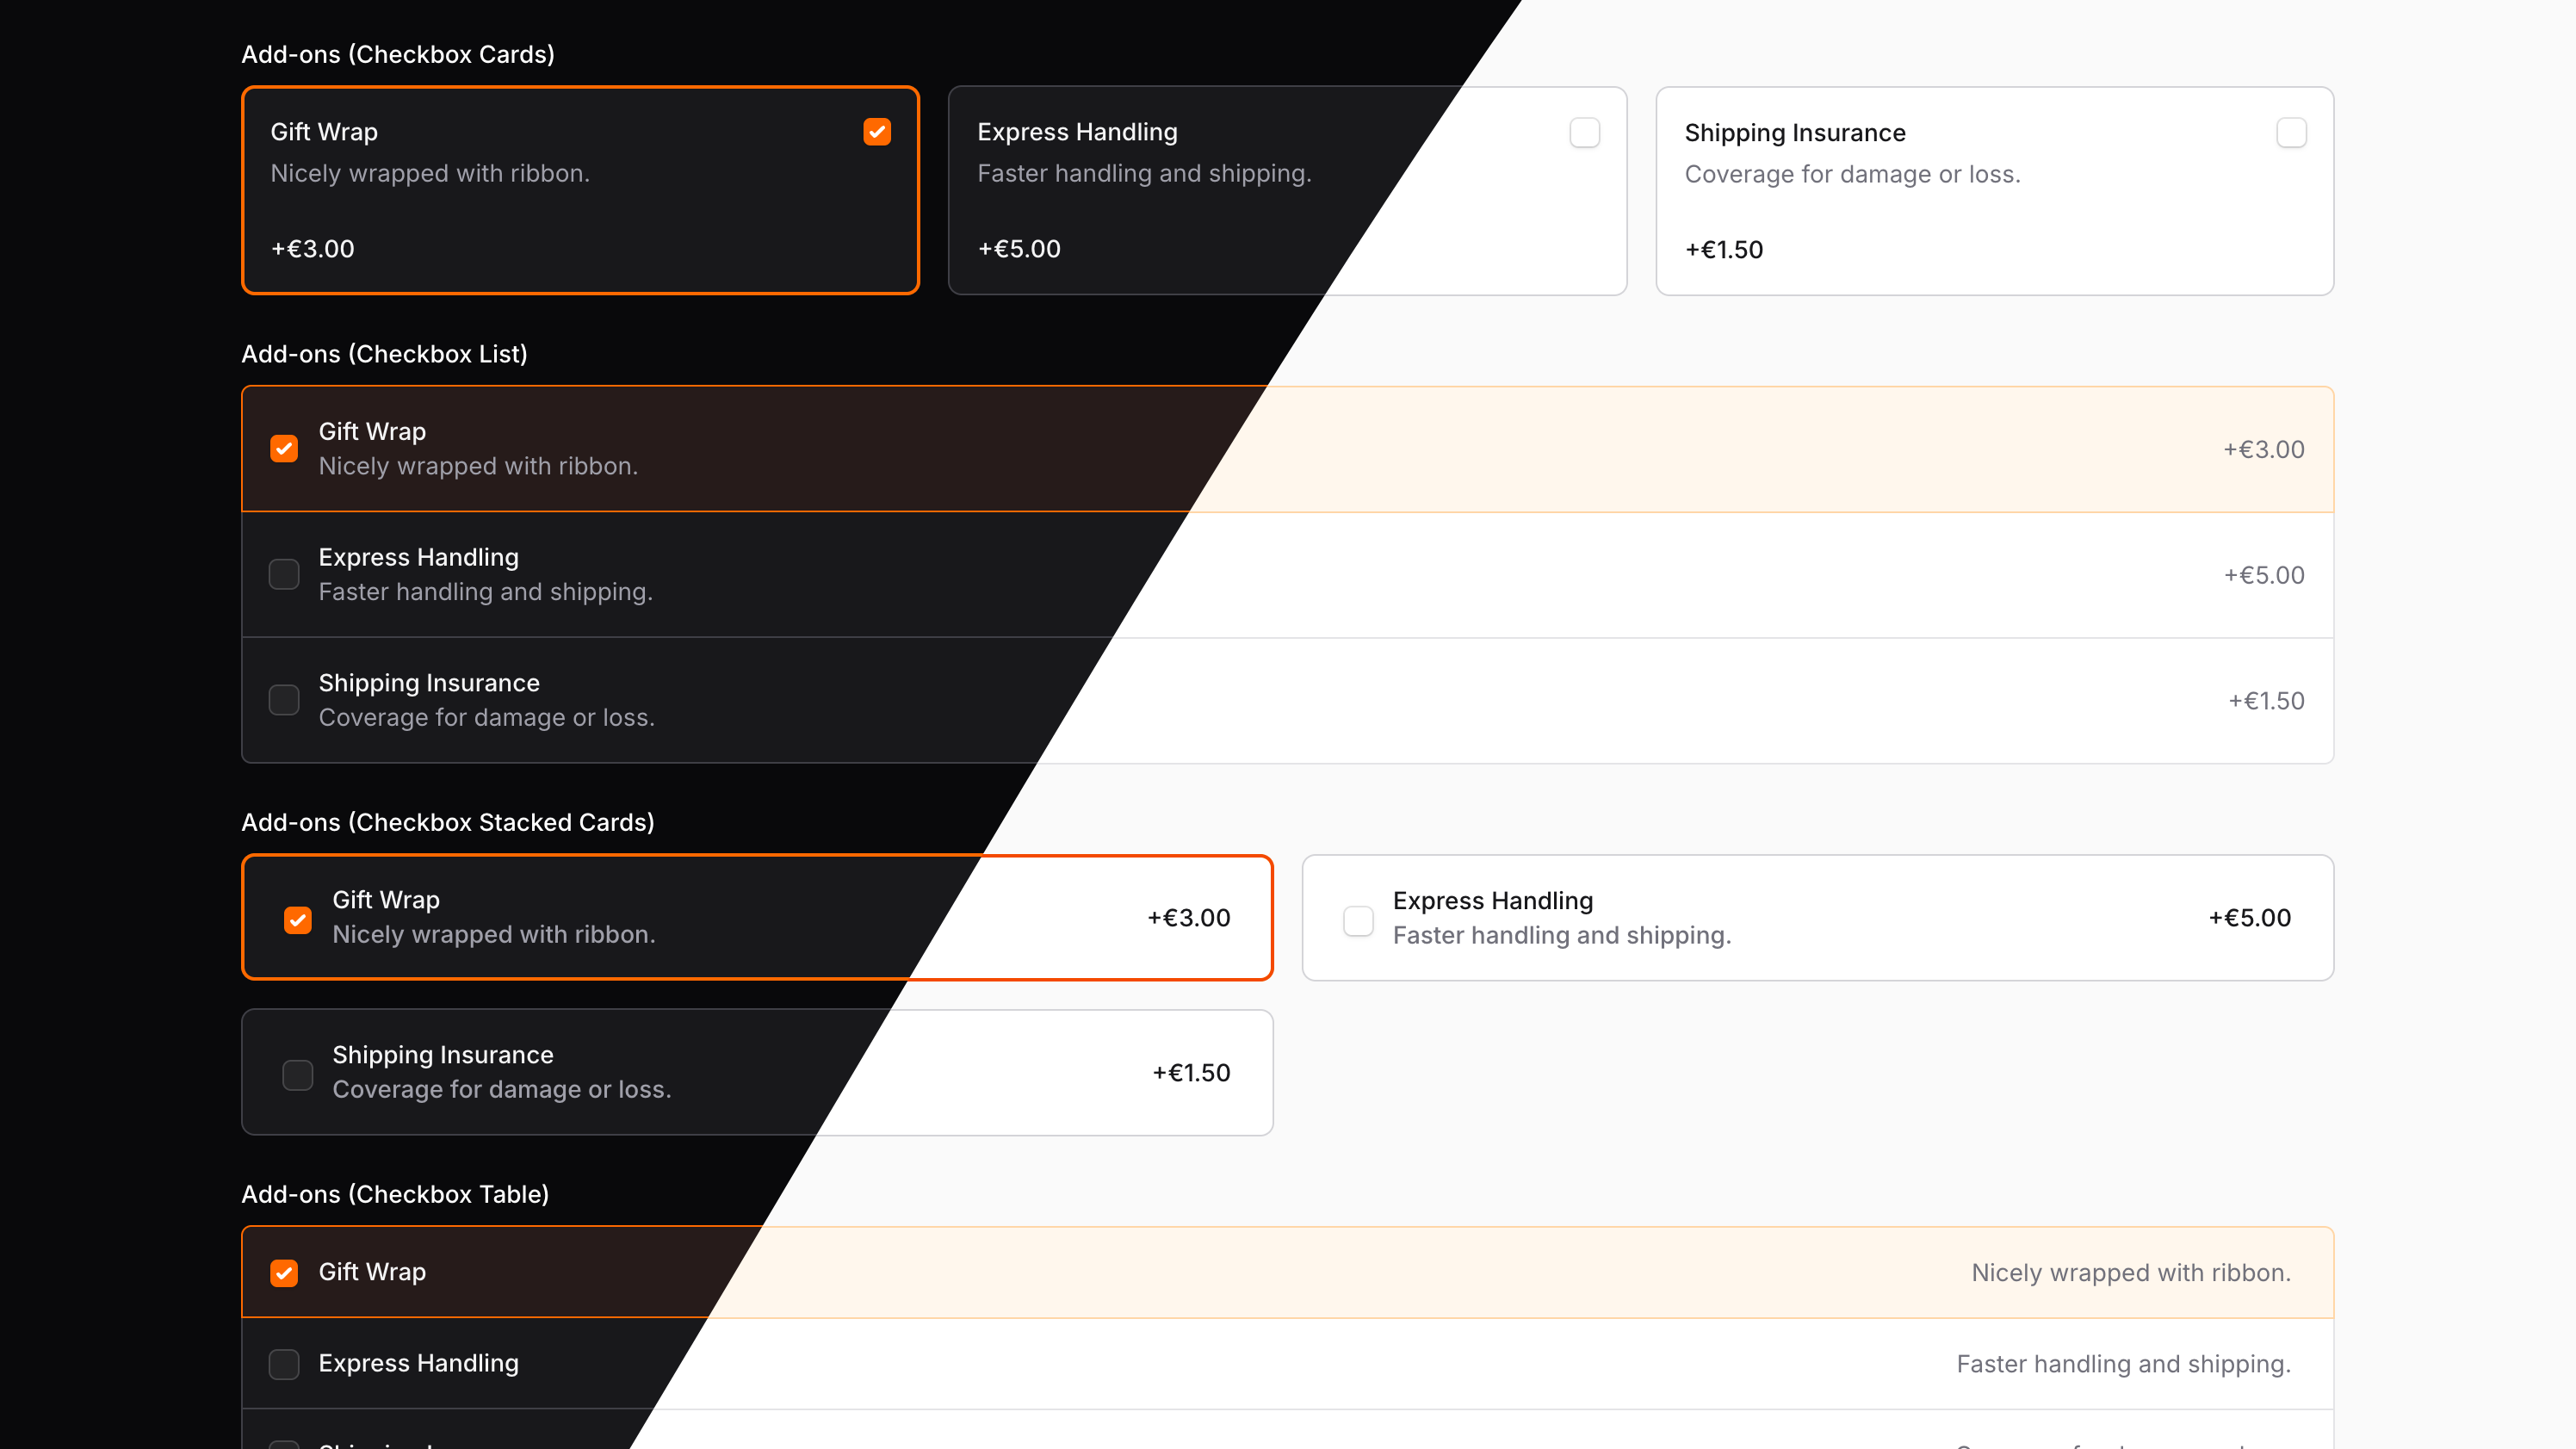 Add-ons (Checkbox Cards)
Gift Wrap
Nicely wrapped with ribbon.
+€3.00
Express Handling
Faster handling and shipping.
+€5.00
Shipping Insurance
Coverage for damage or loss.
+€1.50
Add-ons (Checkbox List)
Gift Wrap
Nicely wrapped with ribbon.
+€3.00
Express Handling
Faster handling and shipping.
+€5.00
Shipping Insurance
Coverage for damage or loss.
+€1.50
Add-ons (Checkbox Stacked Cards)
Gift Wrap
Nicely wrapped with ribbon.
+€3.00
Express Handling
Faster handling and shipping.
+€5.00
Shipping Insurance
Coverage for damage or loss.
+€1.50
Add-ons (Checkbox Table)
Gift Wrap
Nicely wrapped with ribbon.
Express Handling
Faster handling and shipping.